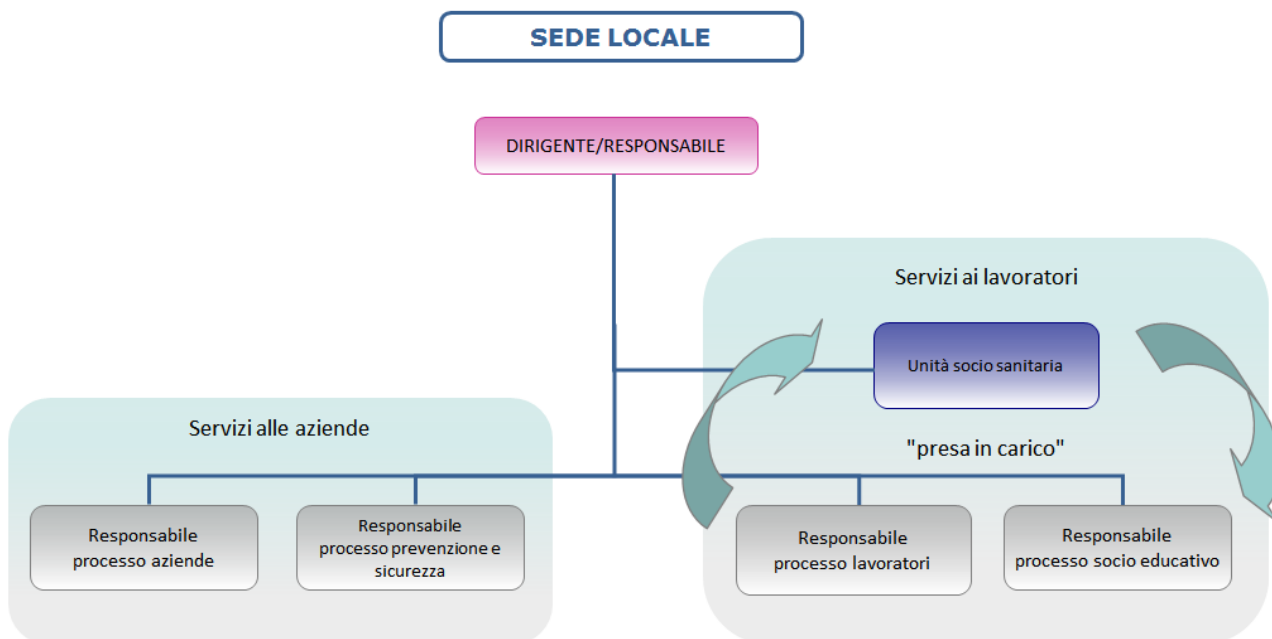 SEDE LOCALE
DIRIGENTE/RESPONSABILE
Servizi ai lavoratori
Unità socio sanitaria
Servizi alle aziende
"presa in carico"
Responsabile
processo aziende
Responsabile
processo prevenzione e
sicurezza
Responsabile
processo lavoratori
Responsabile
processo socio educativo